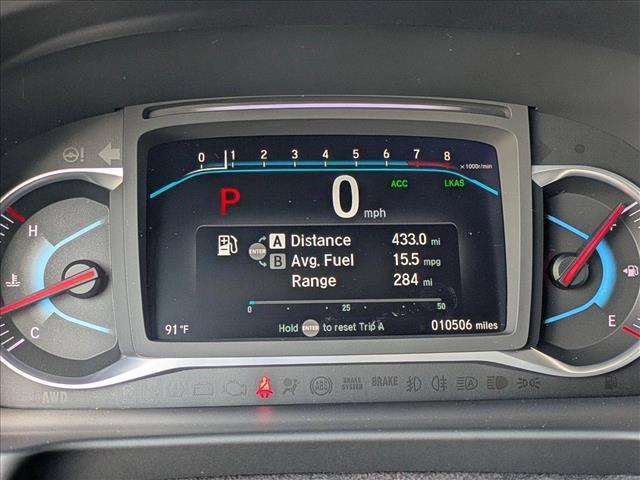 0 1 2 3 4 5 6 7 8 ×1000r/min
ACC LKAS
P 0 mph
H
A Distance 433.0 mi
ENTER
B Avg. Fuel 15.5 mpg
Range 284 mi
0 25 50
C
F
E
91°F Hold ENTER to reset Trip A 010506 miles
AWD ABS BRAKE SYSTEM BRAKE